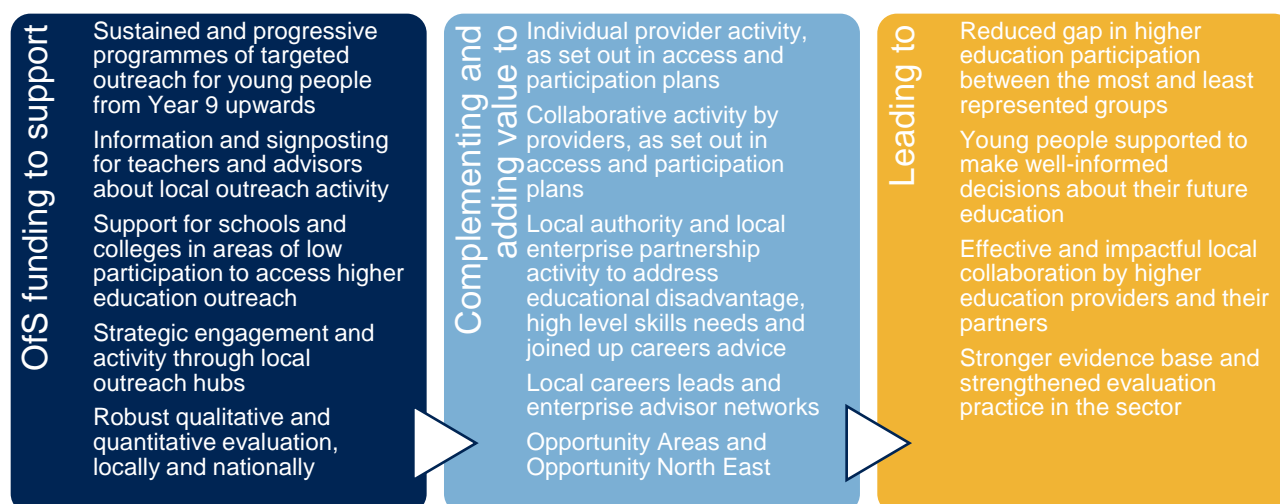 OfS funding to support
Sustained and progressive
programmes of targeted
outreach for young people
from Year 9 upwards
Information and signposting
for teachers and advisors
about local outreach activity
Support for schools and
colleges in areas of low
participation to access higher
education outreach
Strategic engagement and
activity through local
outreach hubs
Robust qualitative and
quantitative evaluation,
locally and nationally
Complementing and
adding value to
Individual provider activity,
as set out in access and
participation plans
Collaborative activity by
providers, as set out in
access and participation
plans
Local authority and local
enterprise partnership
activity to address
educational disadvantage,
high level skills needs and
joined up careers advice
Local careers leads and
enterprise advisor networks
Opportunity Areas and
Opportunity North East
Leading to
Reduced gap in higher
education participation
between the most and least
represented groups
Young people supported to
make well-informed
decisions about their future
education
Effective and impactful local
collaboration by higher
education providers and their
partners
Stronger evidence base and
strengthened evaluation
practice in the sector